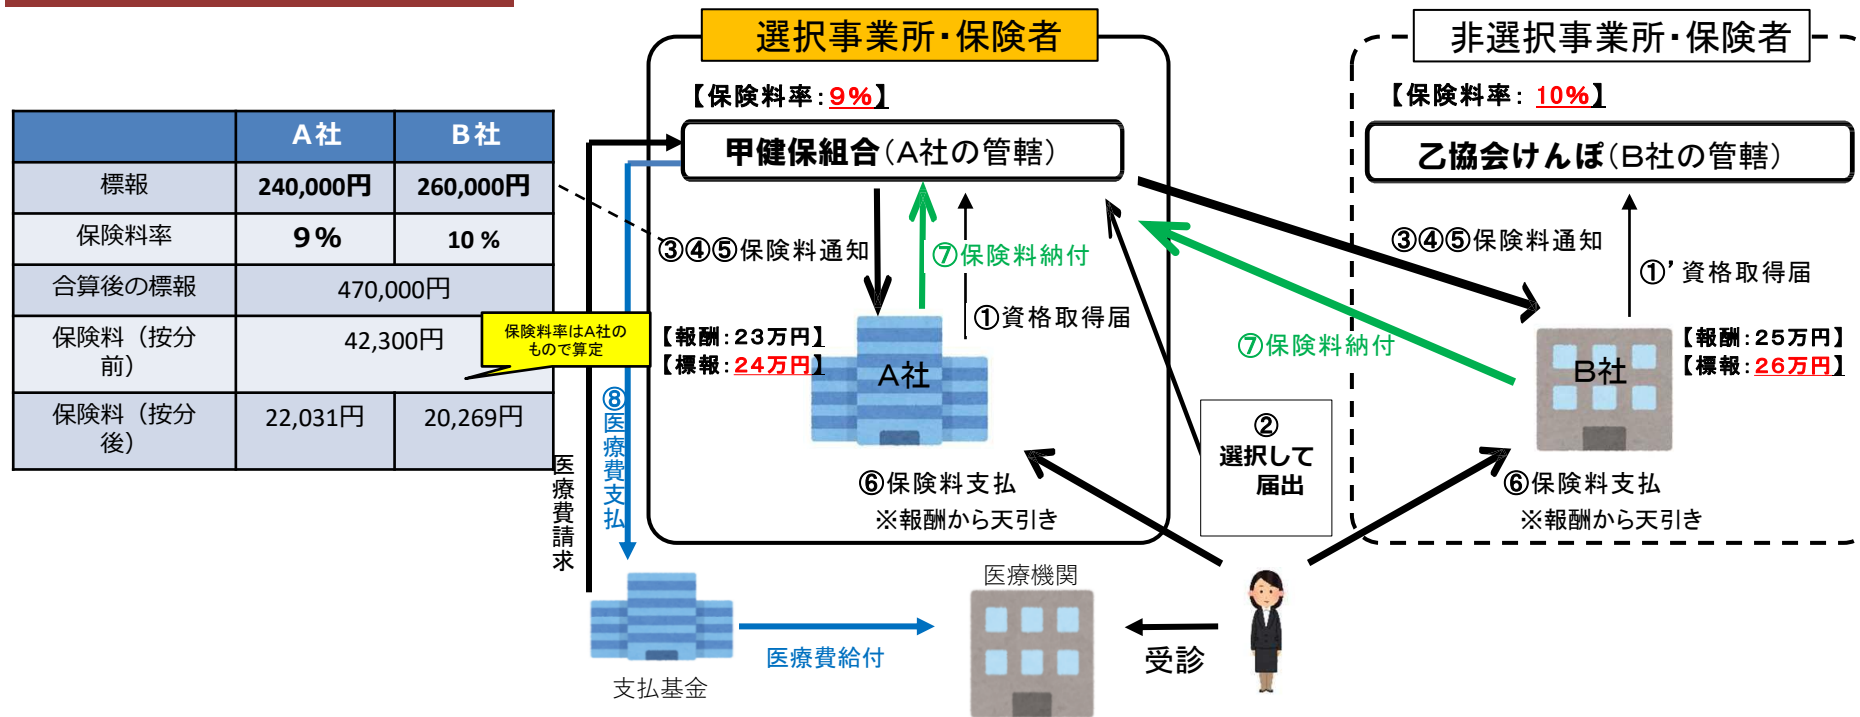 選択事業所・保険者
非選択事業所・保険者
【保険料率：9%】
【保険料率： 10%】
甲健保組合（A社の管轄）
乙協会けんぽ（B社の管轄）
A社
B社
標報
240,000円
260,000円
保険料率
9%
10 %
合算後の標報
470,000円
保険料（按分
前）
42,300円
保険料（按分
後）
22,031円
20,269円
保険料率はA社の
もので算定
③④⑤保険料通知
⑦保険料納付
①資格取得届
【報酬：23万円】
【標報：24万円】
A社
⑥保険料支払
※報酬から天引き
②
選択して
届出
⑦保険料納付
③④⑤保険料通知
①’資格取得届
【報酬：25万円】
【標報：26万円】
B社
⑥保険料支払
※報酬から天引き
医療費請求
⑧医療費支払
支払基金
医療費給付
医療機関
受診